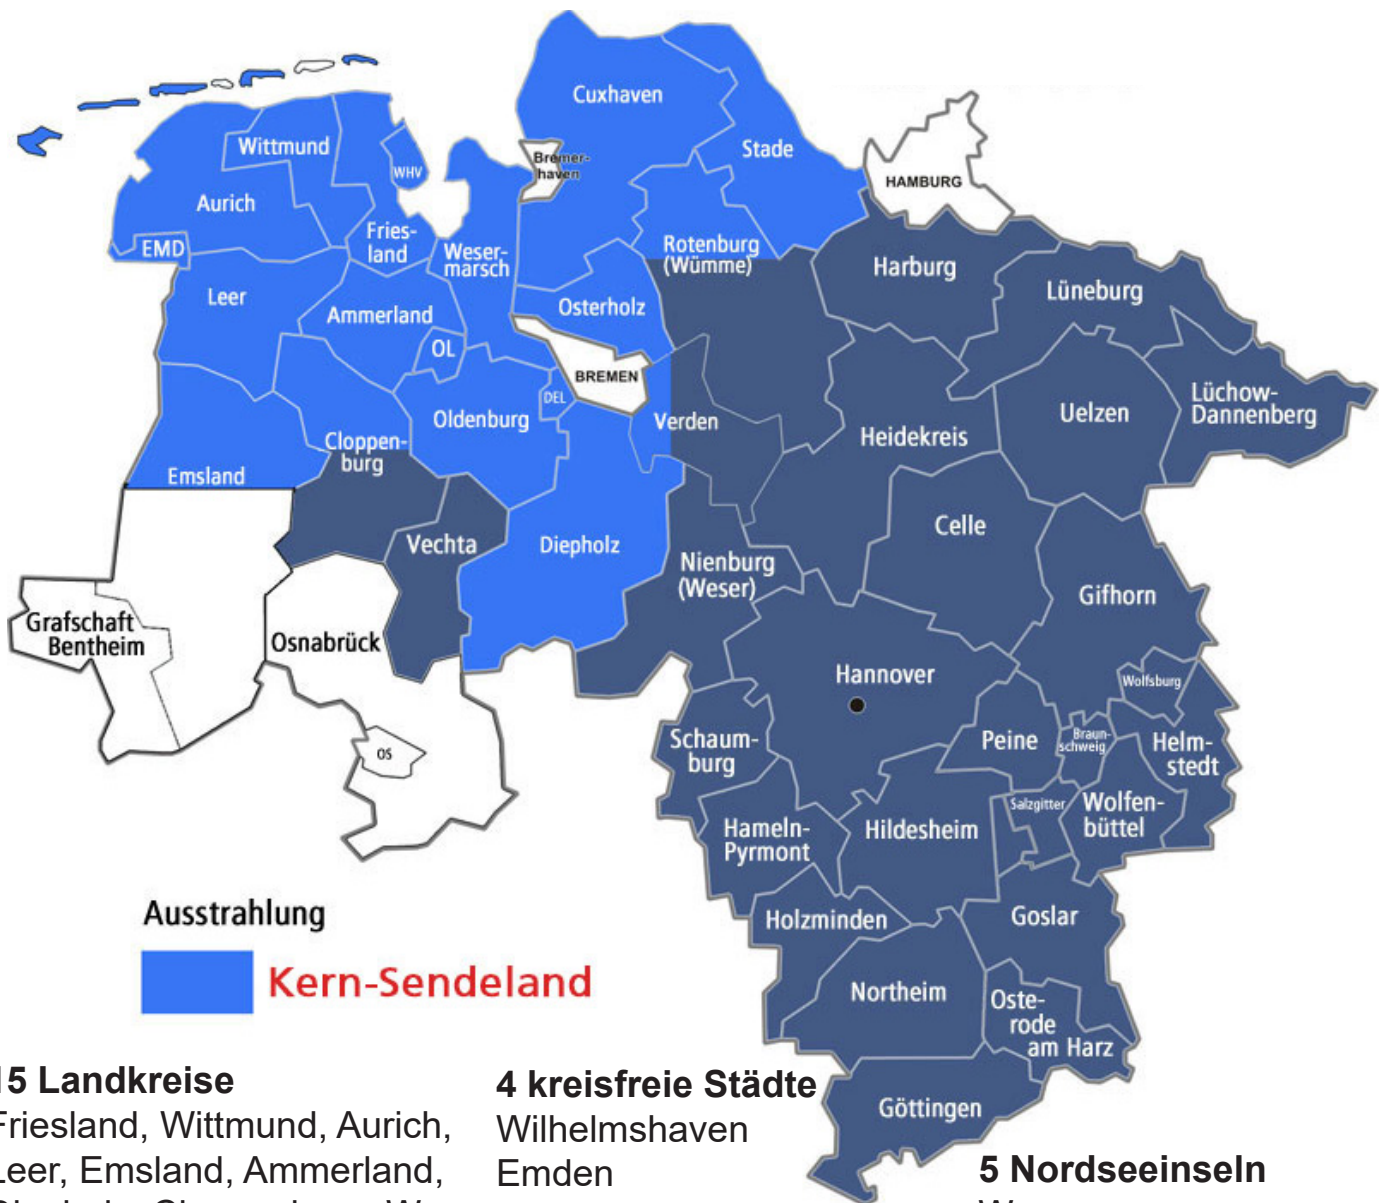 Cuxhaven
Bremer-
haven
Stade
HAMBURG
Wittmund
WHV
Aurich
EMD
Fries-
land
Weser-
marsch
Rotenburg
(Wümme)
Harburg
Lüneburg
Leer
Ammerland
Osterholz
OL
BREMEN
DEL
Oldenburg
Verden
Heidekreis
Uelzen
Lüchow-
Dannenberg
Cloppen-
burg
Emsland
Vechta
Diepholz
Celle
Nienburg
(Weser)
Gifhorn
Grafschaft
Bentheim
Osnabrück
Hannover
Wolfsburg
OS
Schaum-
burg
Peine
Braun-
schweig
Helm-
stedt
Salzgitter
Wolfen-
büttel
Hameln-
Pyrmont
Hildesheim
Holzminden
Goslar
Northeim
Oste-
rode
am Harz
Göttingen
Ausstrahlung
Kern-Sendeland
15 Landkreise
Friesland, Wittmund, Aurich,
Leer, Emsland, Ammerland,
4 kreisfreie Städte
Wilhelmshaven
Emden
5 Nordseeinseln